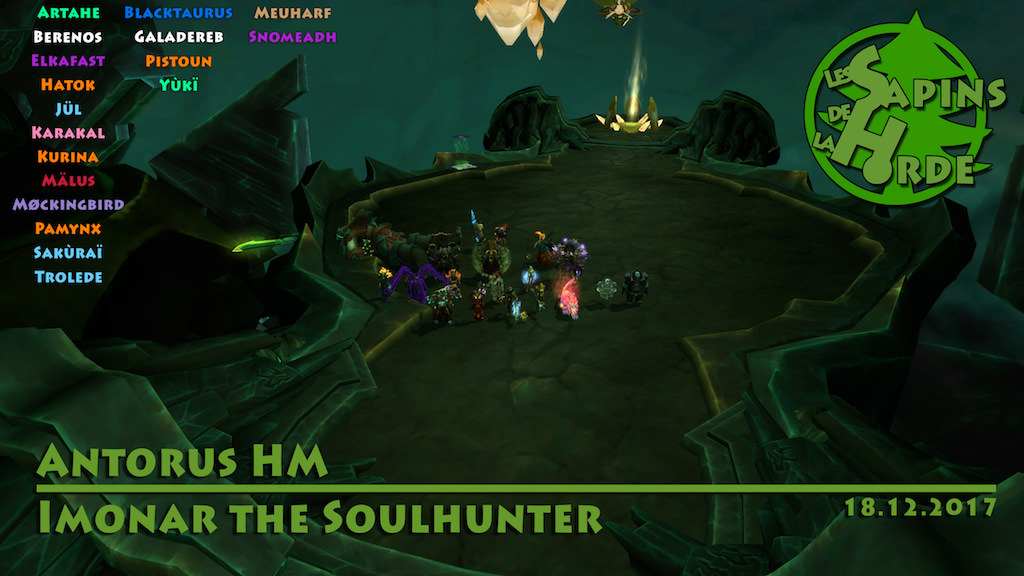 Artahe Blacktaurus Meuharf
Berenos Galadereb Snomeadh
Elkafast Pistoun
Hatok Yùkï
Jül
Karakal
Kurina
Mälus
Møckingbird
Pamynx
Sakùraï
Trolede
Les Sapins
de
la Horde
Antorus HM
Imonar the Soulhunter
18.12.2017